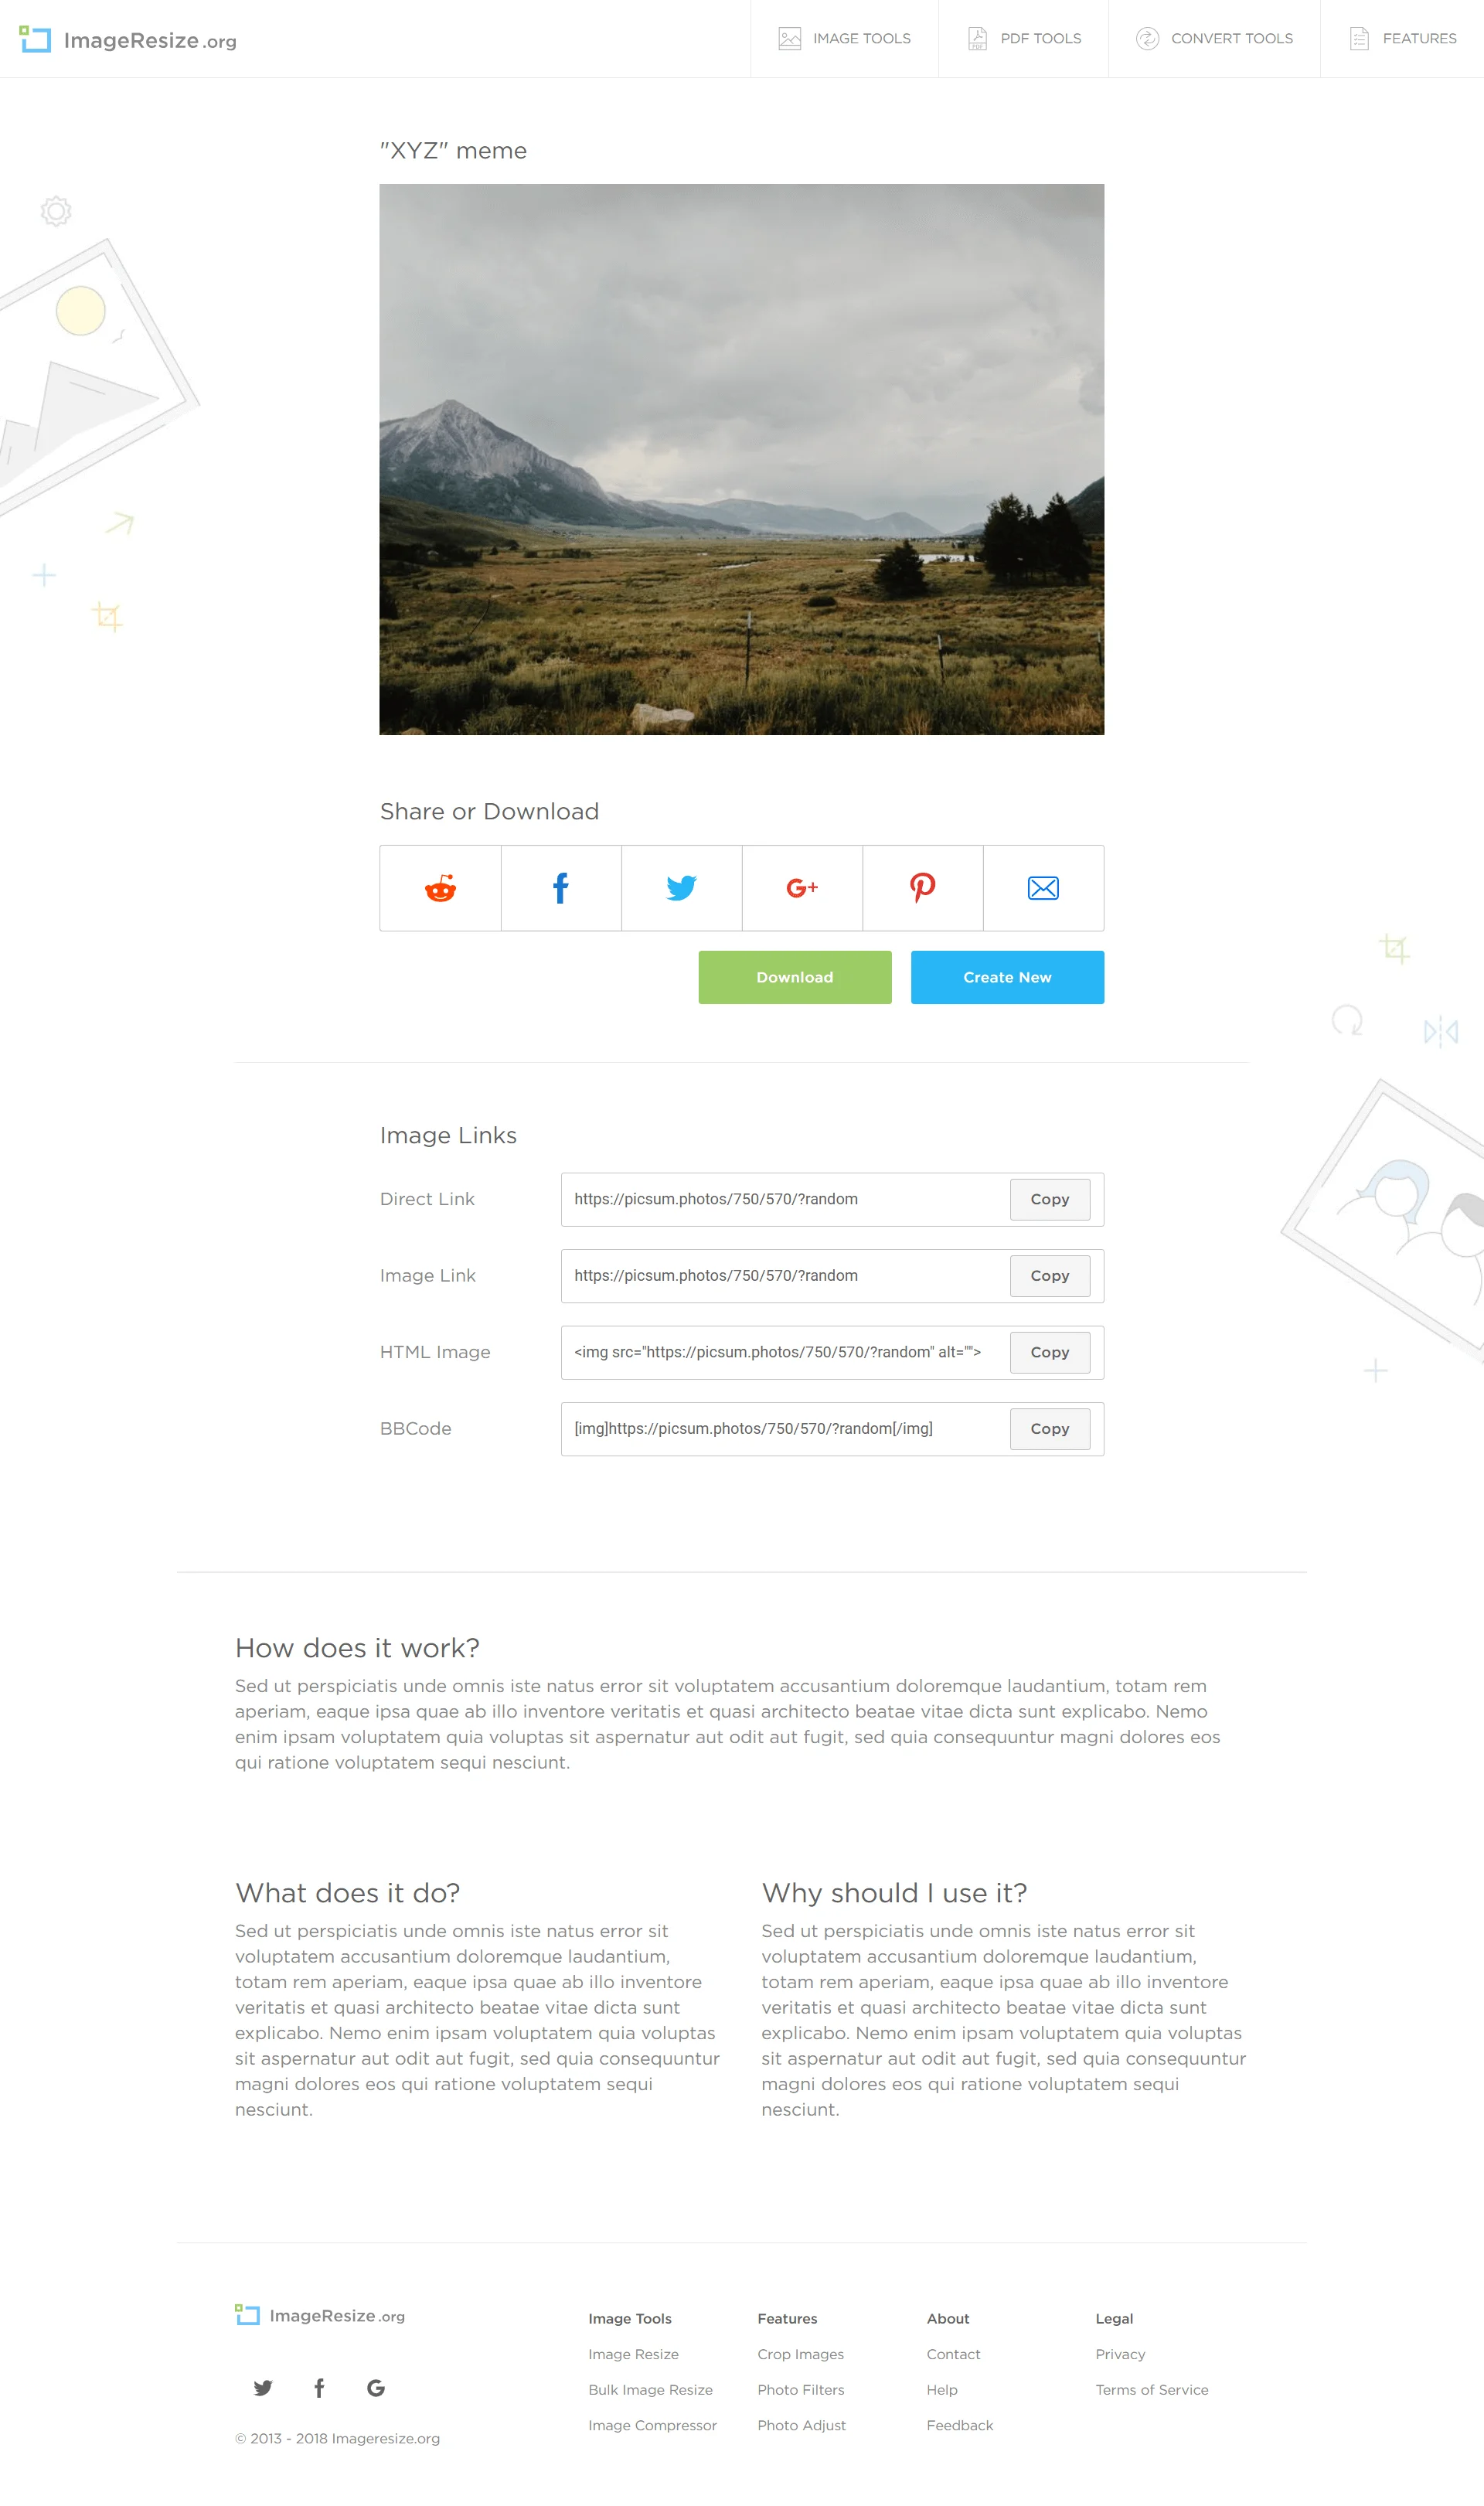 ImageResize.org
IMAGE TOOLS
PDF
PDF TOOLS
CONVERT TOOLS
FEATURES
"XYZ" meme
Share or Download
f
G+
Download
Create New
Image Links
Direct Link
https://picsum.photos/750/570/?random
Copy
Image Link
https://picsum.photos/750/570/?random
Copy
HTML Image
<img src="https://picsum.photos/750/570/?random" alt="">
Copy
BBCode
[img]https://picsum.photos/750/570/?random[/img]
Copy
How does it work?
Sed ut perspiciatis unde omnis iste natus error sit voluptatem accusantium doloremque laudantium, totam rem
aperiam, eaque ipsa quae ab illo inventore veritatis et quasi architecto beatae vitae dicta sunt explicabo. Nemo
enim ipsam voluptatem quia voluptas sit aspernatur aut odit aut fugit, sed quia consequuntur magni dolores eos
qui ratione voluptatem sequi nesciunt.
What does it do?
Sed ut perspiciatis unde omnis iste natus error sit
voluptatem accusantium doloremque laudantium,
totam rem aperiam, eaque ipsa quae ab illo inventore
veritatis et quasi architecto beatae vitae dicta sunt
explicabo. Nemo enim ipsam voluptatem quia voluptas
sit aspernatur aut odit aut fugit, sed quia consequuntur
magni dolores eos qui ratione voluptatem sequi
nesciunt.
Why should I use it?
Sed ut perspiciatis unde omnis iste natus error sit
voluptatem accusantium doloremque laudantium,
totam rem aperiam, eaque ipsa quae ab illo inventore
veritatis et quasi architecto beatae vitae dicta sunt
explicabo. Nemo enim ipsam voluptatem quia voluptas
sit aspernatur aut odit aut fugit, sed quia consequuntur
magni dolores eos qui ratione voluptatem sequi
nesciunt.
ImageResize.org
f
G
© 2013 - 2018 Imageresize.org
Image Tools
Image Resize
Bulk Image Resize
Image Compressor
Features
Crop Images
Photo Filters
Photo Adjust
About
Contact
Help
Feedback
Legal
Privacy
Terms of Service